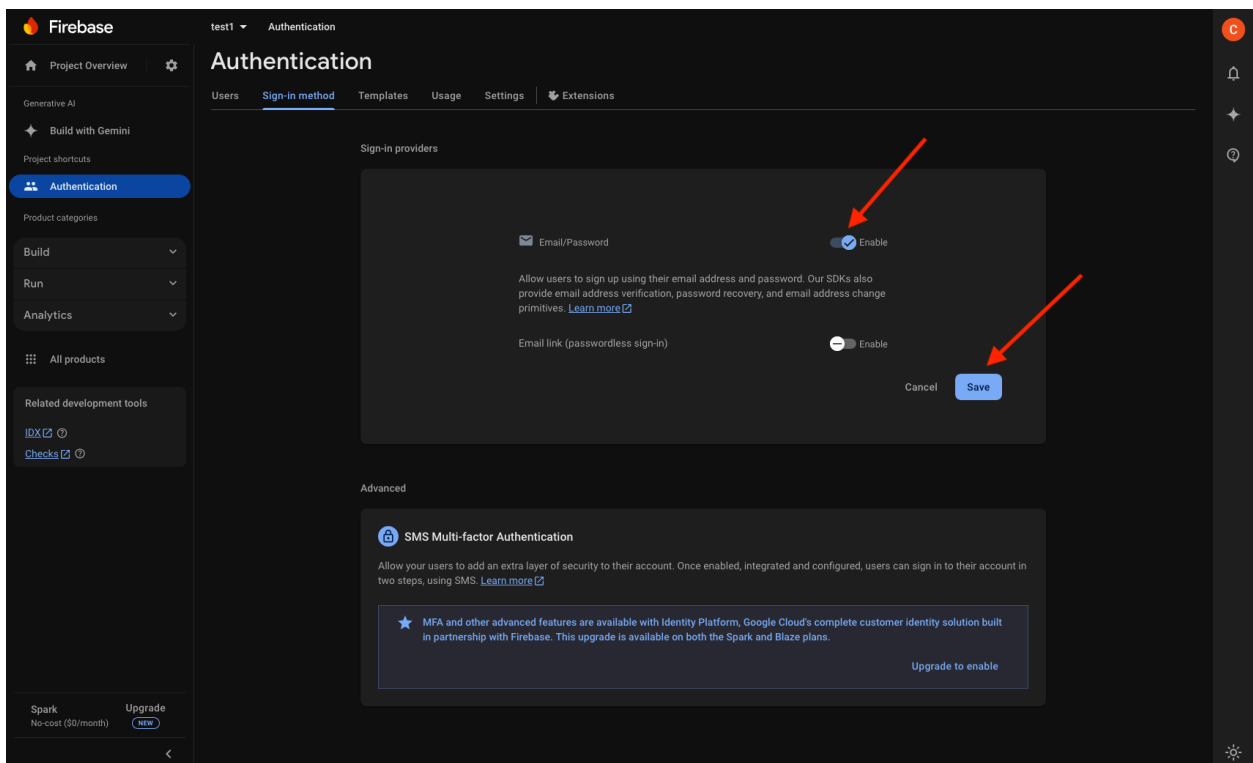 Firebase
Project Overview
Generative AI
Build with Gemini
Project shortcuts
Authentication
Product categories
Build
Run
Analytics
All products
Related development tools
IDX
Checks
Spark
No-cost ($0/month)
Upgrade
NEW
test1
Authentication
Authentication
Users
Sign-in method
Templates
Usage
Settings
Extensions
Sign-in providers
Email/Password
Enable
Allow users to sign up using their email address and password. Our SDKs also
provide email address verification, password recovery, and email address change
primitives. Learn more
Email link (passwordless sign-in)
Enable
Cancel
Save
Advanced
SMS Multi-factor Authentication
Allow your users to add an extra layer of security to their account. Once enabled, integrated and configured, users can sign in to their account in
two steps, using SMS. Learn more
MFA and other advanced features are available with Identity Platform, Google Cloud's complete customer identity solution built
in partnership with Firebase. This upgrade is available on both the Spark and Blaze plans.
Upgrade to enable
C